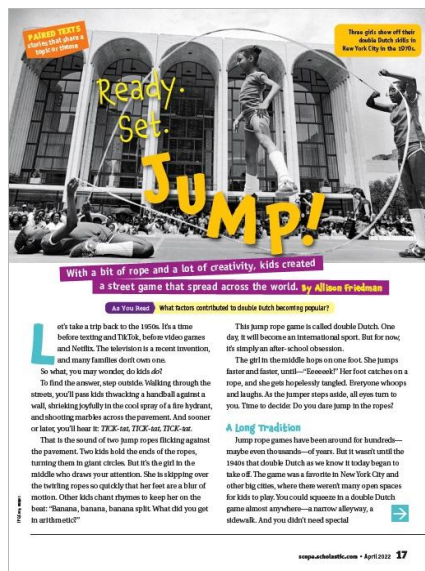 PAIRED TEXTS
stories that share a
topic or theme
Three girls show off their
double Dutch skills in
New York City in the 1970s.
Ready.
Set.
JUMP!
With a bit of rope and a lot of creativity, kids created
a street game that spread across the world. By Allison Friedman
As You Read What factors contributed to double Dutch becoming popular?
Let's take a trip back to the 1950s. It's a time
before texting and TikTok, before video games
and Netflix. The television is a recent invention,
and many families don't own one.
So what, you may wonder, do kids do?
To find the answer, step outside. Walking through the
streets, you'll pass kids thwacking a handball against a
wall, shrieking joyfully in the cool spray of a fire hydrant,
and shooting marbles across the pavement. And sooner
or later, you'll hear it: TICK-tat, TICK-tat, TICK-tat.
That is the sound of two jump ropes flicking against
the pavement. Two kids hold the ends of the ropes,
turning them in giant circles. But it's the girl in the
middle who draws your attention. She is skipping over
the twirling ropes so quickly that her feet are a blur of
motion. Other kids chant rhymes to keep her on the
beat: "Banana, banana, banana split. What did you get
in arithmetic?"
This jump rope game is called double Dutch. One
day, it will become an international sport. But for now,
it's simply an after-school obsession.
The girl in the middle hops on one foot. She jumps
faster and faster, until—"Eeeeeek!" Her foot catches on a
rope, and she gets hopelessly tangled. Everyone whoops
and laughs. As the jumper steps aside, all eyes turn to
you. Time to decide: Do you dare jump in the ropes?
A Long Tradition
Jump rope games have been around for hundreds—
maybe even thousands—of years. But it wasn't until the
1940s that double Dutch as we know it today began to
take off. The game was a favorite in New York City and
other big cities, where there weren't many open spaces
for kids to play. You could squeeze in a double Dutch
game almost anywhere—a narrow alleyway, a
sidewalk. And you didn't need special
scope.scholastic.com • April 2022 17